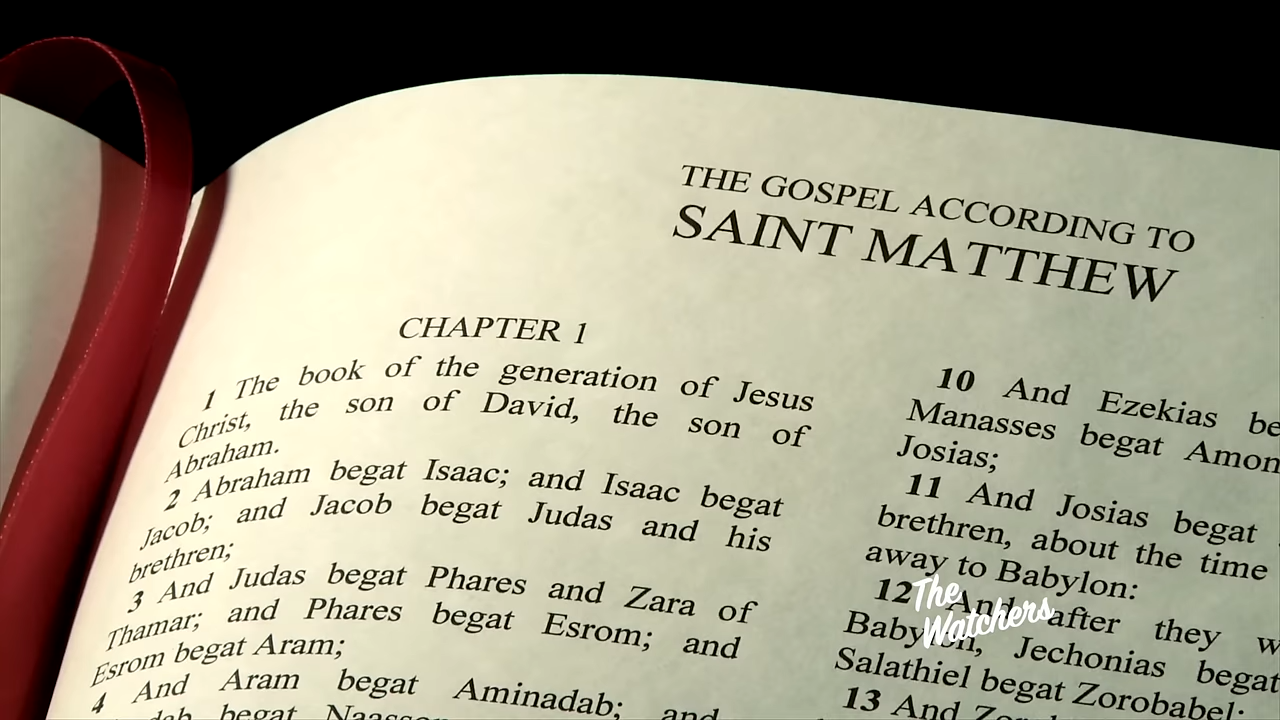 THE GOSPEL ACCORDING TO
SAINT MATTHEW
CHAPTER 1
1 The book of the generation of Jesus
Christ, the son of David, the son of
Abraham.
2 Abraham begat Isaac; and Isaac begat
Jacob; and Jacob begat Judas and his
brethren;
3 And Judas begat Phares and Zara of
Thamar; and Phares begat Esrom; and
Esrom begat Aram;
4 And Aram begat Aminadab; and
begat
10 And Ezekias
Manasses begat Amon
Josias;
11 And Josias begat
brethren, about the time
away to Babylon:
12 And after they
Babylon, Jechonias begat
Salathiel begat Zorobabel;
13 And
The
Watchers